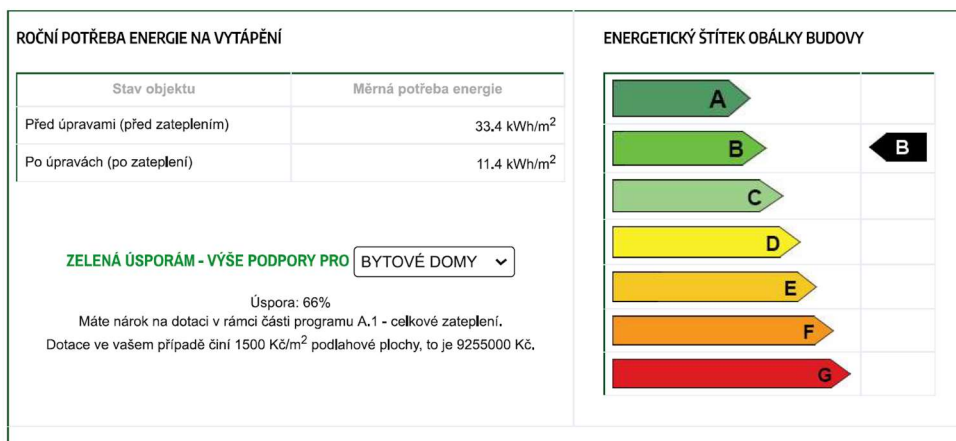 ROČNÍ POTŘEBA ENERGIE NA VYTÁPĚNÍ
Stav objektu Měrná potřeba energie
Před úpravami (před zateplením) 33.4 kWh/m²
Po úpravách (po zateplení) 11.4 kWh/m²
ZELENÁ ÚSPORÁM - VÝŠE PODPORY PRO BYTOVÉ DOMY
Úspora: 66%
Máte nárok na dotaci v rámci části programu A.1 - celkové zateplení.
Dotace ve vašem případě činí 1500 Kč/m² podlahové plochy, to je 9255000 Kč.
ENERGETICKÝ ŠTÍTEK OBÁLKY BUDOVY
A
B B
C
D
E
F
G